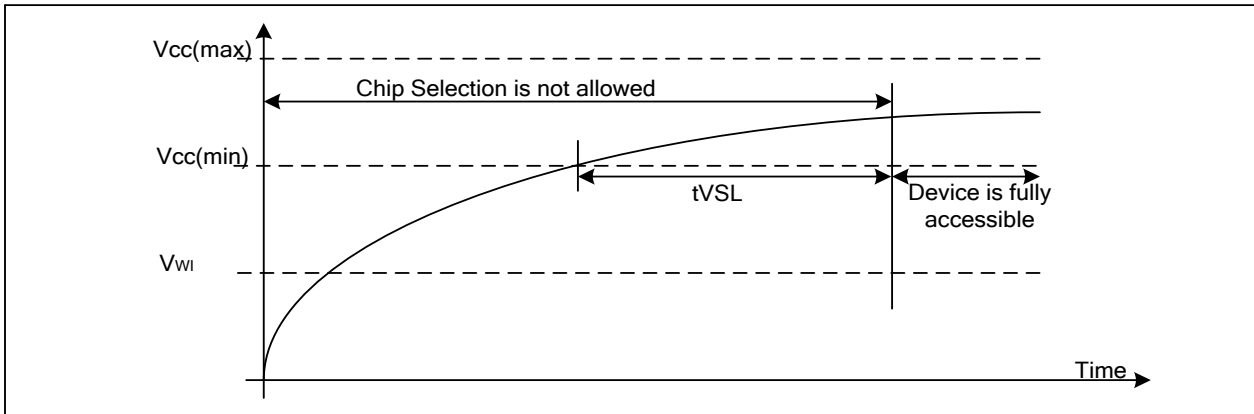 Vcc(max)
Chip Selection is not allowed
Vcc(min)
tVSL
Device is fully
accessible
VWI
Time